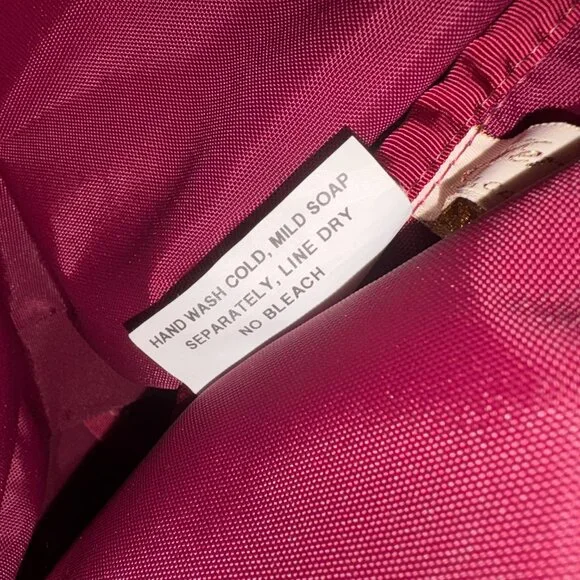 HAND WASH COLD, MILD SOAP
SEPARATELY, LINE DRY
NO BLEACH